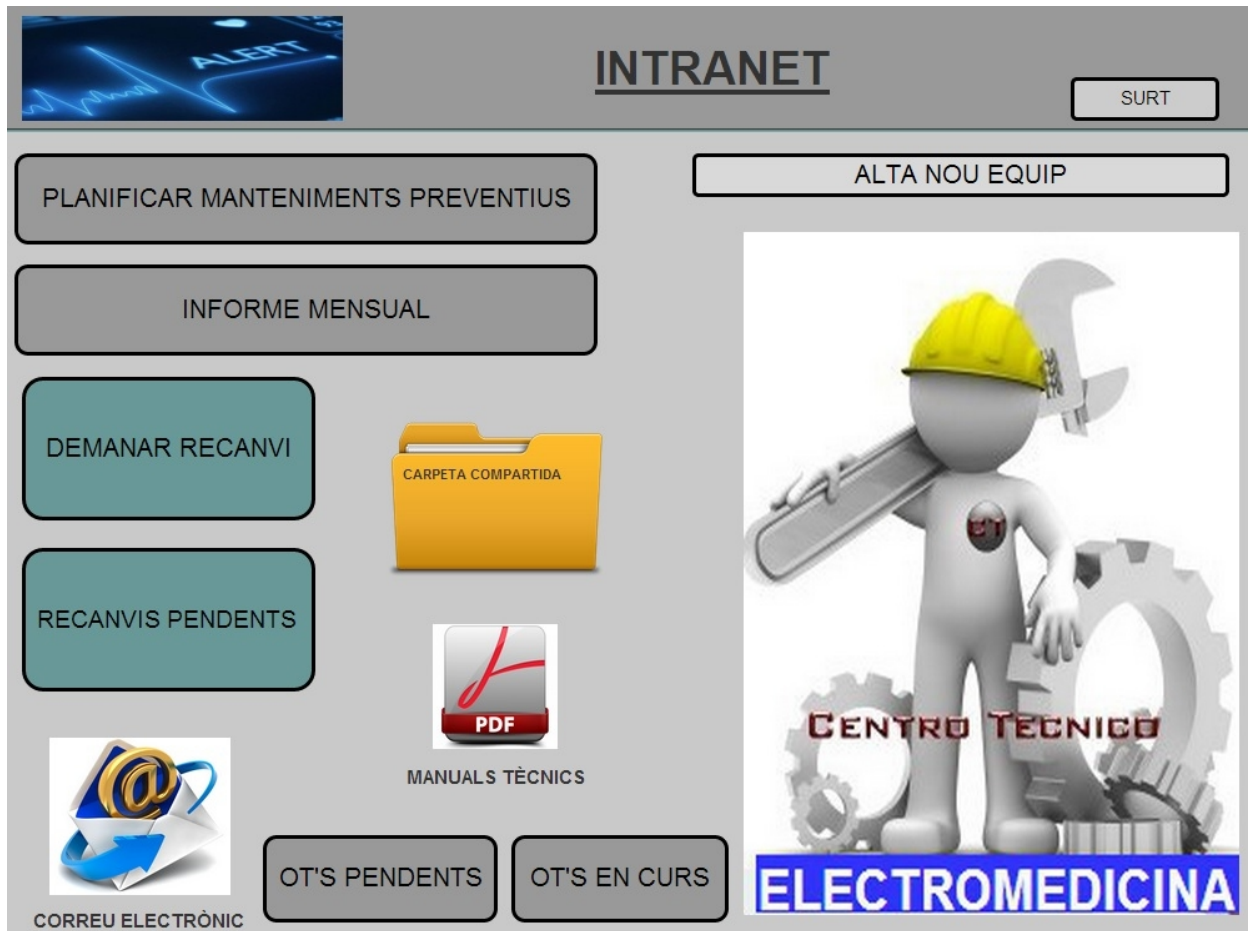 ALERT
INTRANET
SURT
PLANIFICAR MANTENIMENTS PREVENTIUS
ALTA NOU EQUIP
INFORME MENSUAL
DEMANAR RECANVI
CARPETA COMPARTIDA
RECANVIS PENDENTS
PDF
MANUALS TÈCNICS
CENTRO TECNICO
OT'S PENDENTS
OT'S EN CURS
ELECTROMEDICINA
CORREU ELECTRÒNIC